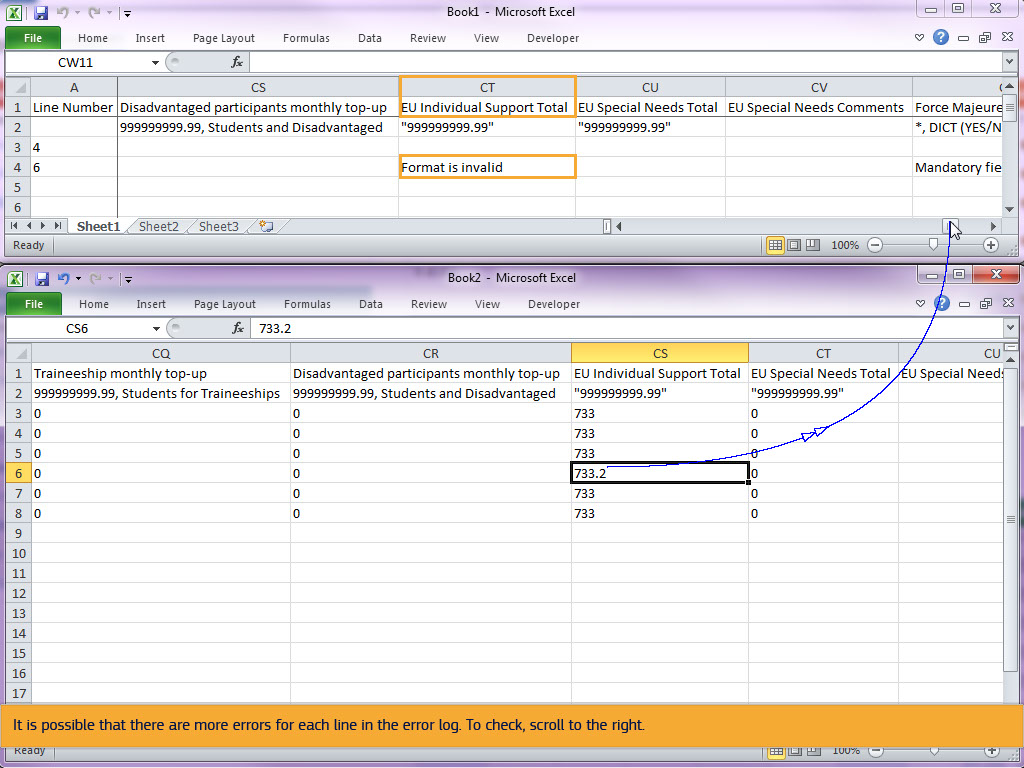 Book1 - Microsoft Excel
File Home Insert Page Layout Formulas Data Review View Developer
CW11 fx
A CS CT CU CV
1 Line Number Disadvantaged participants monthly top-up EU Individual Support Total EU Special Needs Total EU Special Needs Comments Force Majeure
2 999999999.99, Students and Disadvantaged "999999999.99" "999999999.99" *, DICT (YES/N
3 4
4 6 Format is invalid Mandatory fie
5
6
Sheet1 Sheet2 Sheet3
Ready 100%
Book2 - Microsoft Excel
File Home Insert Page Layout Formulas Data Review View Developer
CS6 fx 733.2
CQ CR CS CT CU
1 Traineeship monthly top-up Disadvantaged participants monthly top-up EU Individual Support Total EU Special Needs Total EU Special Needs
2 999999999.99, Students for Traineeships 999999999.99, Students and Disadvantaged "999999999.99" "999999999.99"
3 0 0 733 0
4 0 0 733 0
5 0 0 733 0
6 0 0 733.2 0
7 0 0 733 0
8 0 0 733 0
9
10
11
12
13
14
15
16
17
It is possible that there are more errors for each line in the error log. To check, scroll to the right.
Ready 100%